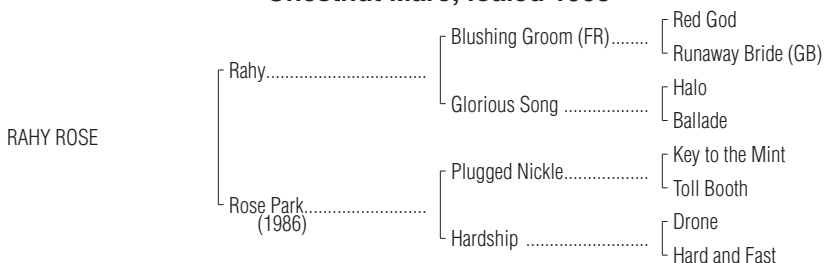 Chestnut Mare; foaled
Red God
Blushing Groom (FR)........
Runaway Bride (GB)
Rahy..................................
Halo
Glorious Song ..................
Ballade
RAHY ROSE
Key to the Mint
Plugged Nickle..................
Toll Booth
Rose Park..........................
(1986)
Drone
Hardship ..........................
Hard and Fast